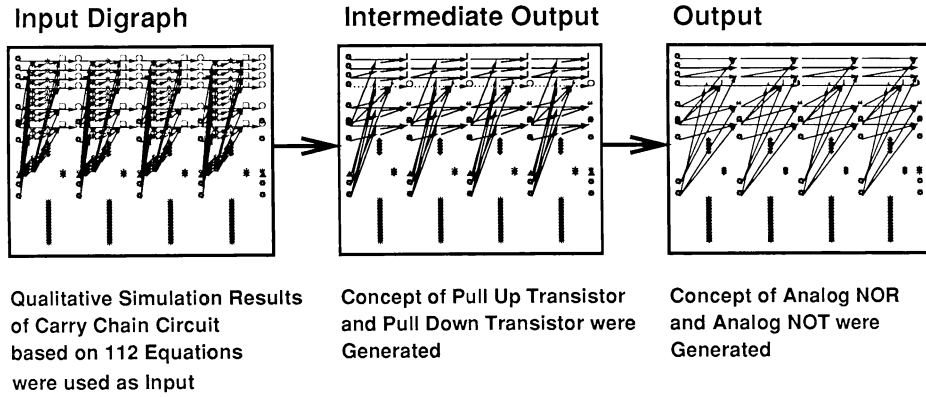 Input Digraph
Intermediate Output
Output
Qualitative Simulation Results
of Carry Chain Circuit
based on 112 Equations
were used as Input
Concept of Pull Up Transistor
and Pull Down Transistor were
Generated
Concept of Analog NOR
and Analog NOT were
Generated